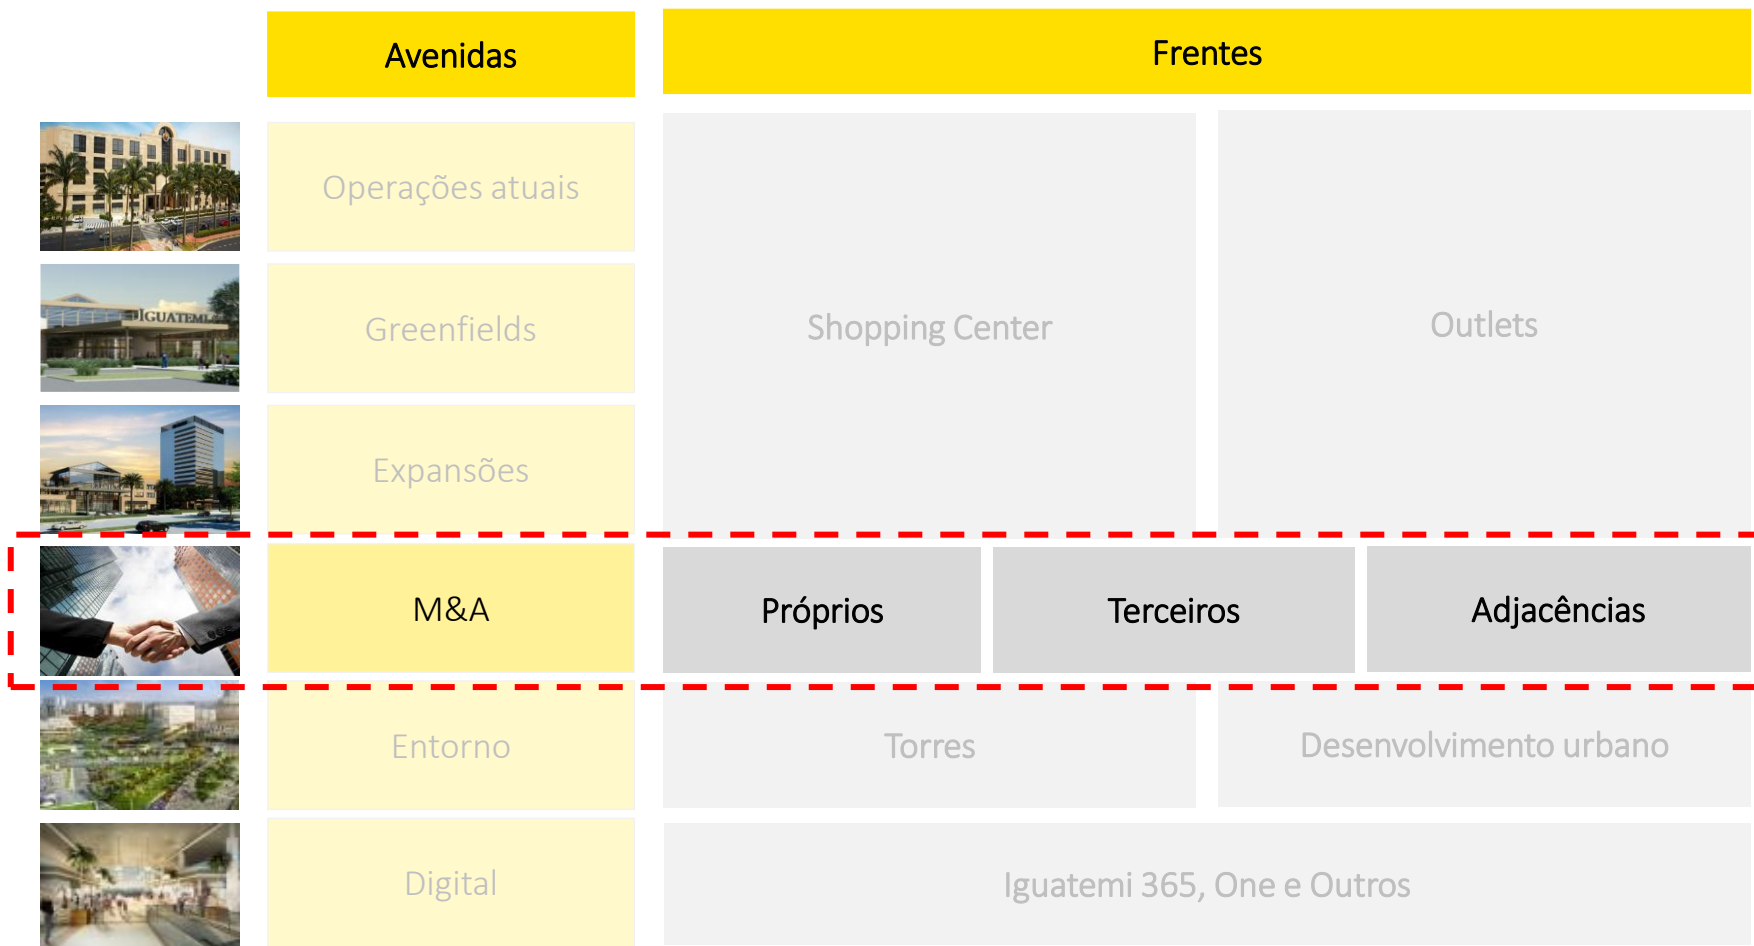 Avenidas
Frentes
Operações atuais
Greenfields
IGUATEMI
Shopping Center
Outlets
Expansões
M&A
Próprios
Terceiros
Adjacências
Entorno
Torres
Desenvolvimento urbano
Digital
Iguatemi 365, One e Outros